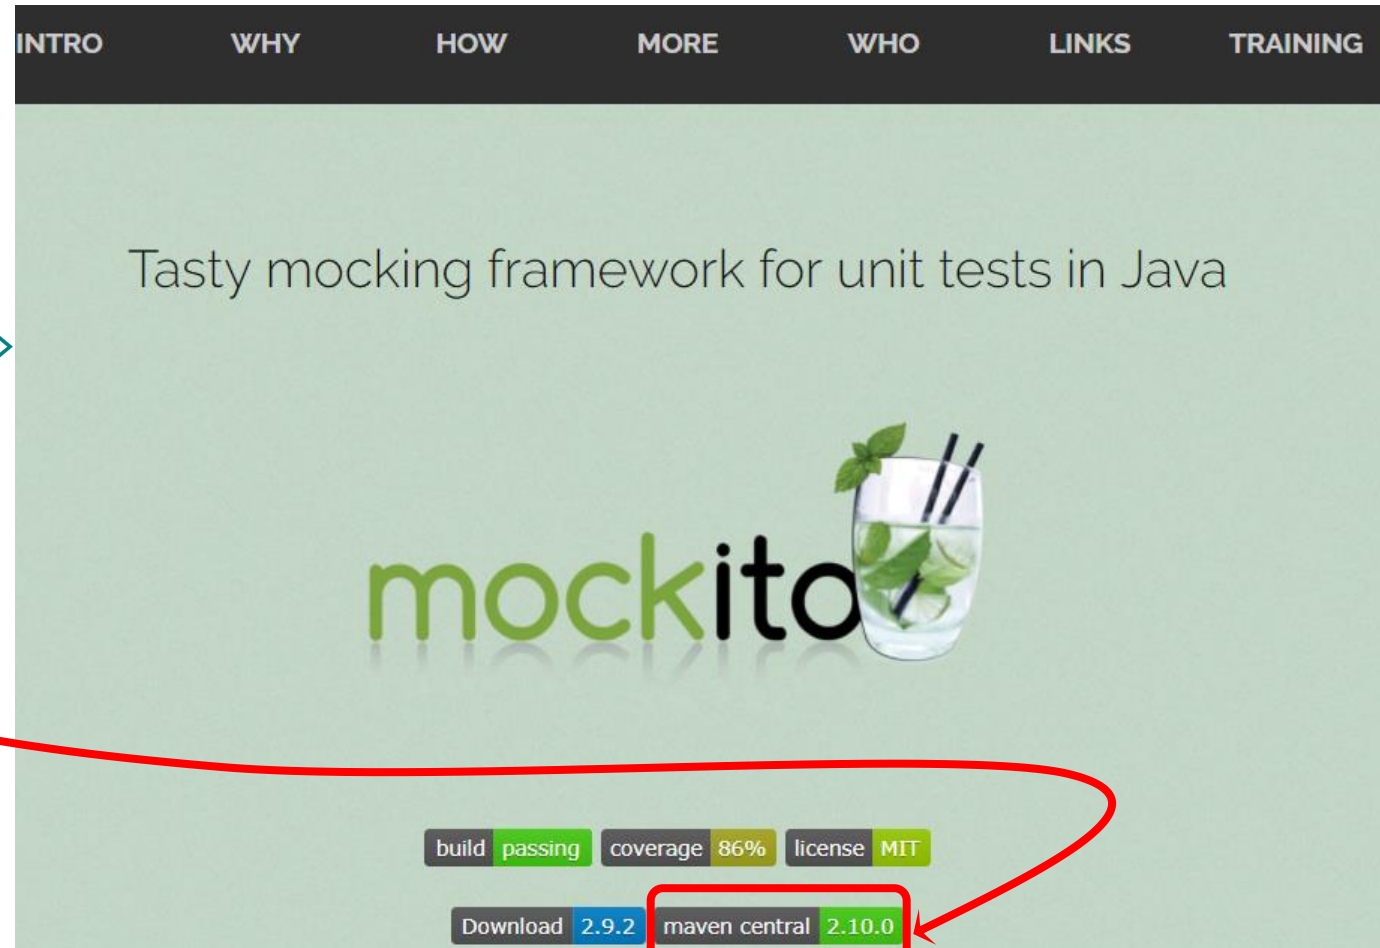 INTRO WHY HOW MORE WHO LINKS TRAINING
Tasty mocking framework for unit tests in Java
mockito
build passing coverage 86% license MIT
Download 2.9.2 maven central 2.10.0